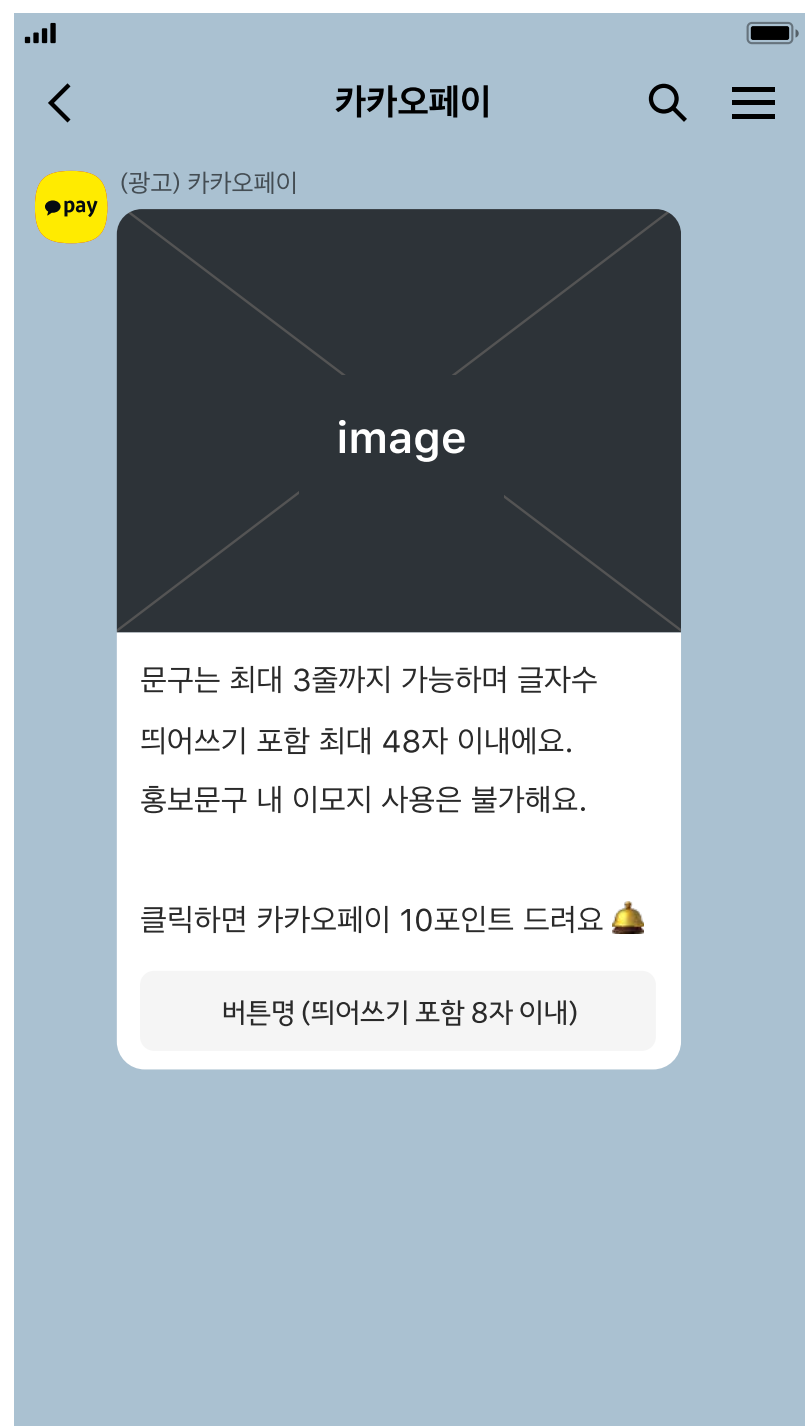 카카오페이
(광고) 카카오페이
pay
image
문구는 최대 3줄까지 가능하며 글자수
띄어쓰기 포함 최대 48자 이내에요.
홍보문구 내 이모지 사용은 불가해요.
클릭하면 카카오페이 10포인트 드려요
버튼명 (띄어쓰기 포함 8자 이내)